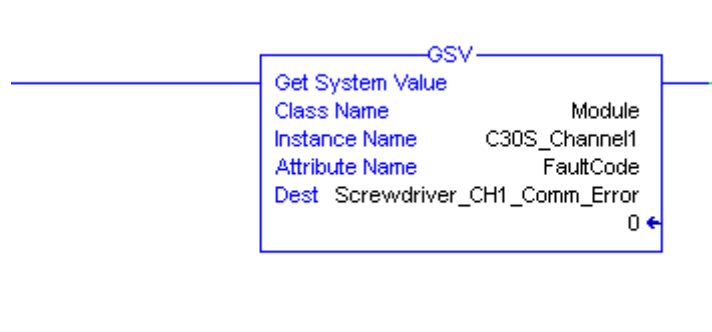 GSV
Get System Value
Class Name Module
Instance Name C30S_Channel1
Attribute Name FaultCode
Dest Screwdriver_CH1_Comm_Error
0